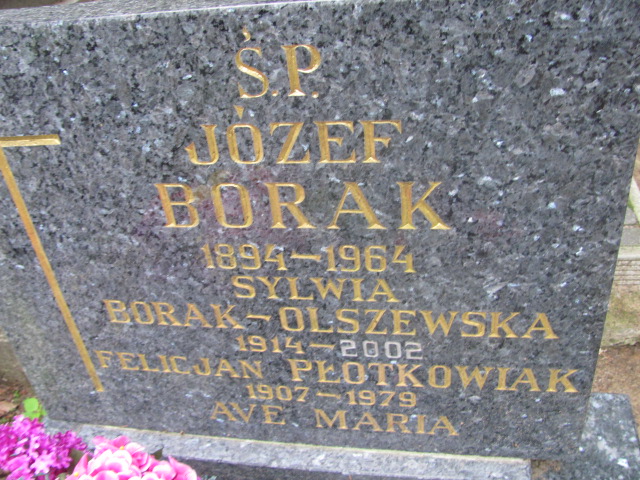 Ś.P.
JÓZEF
BORAK
1894–1964
SYLWIA
BORAK-OLSZEWSKA
1914–2002
FELICJAN PŁOTKOWIAK
1907-1979
AVE MARIA